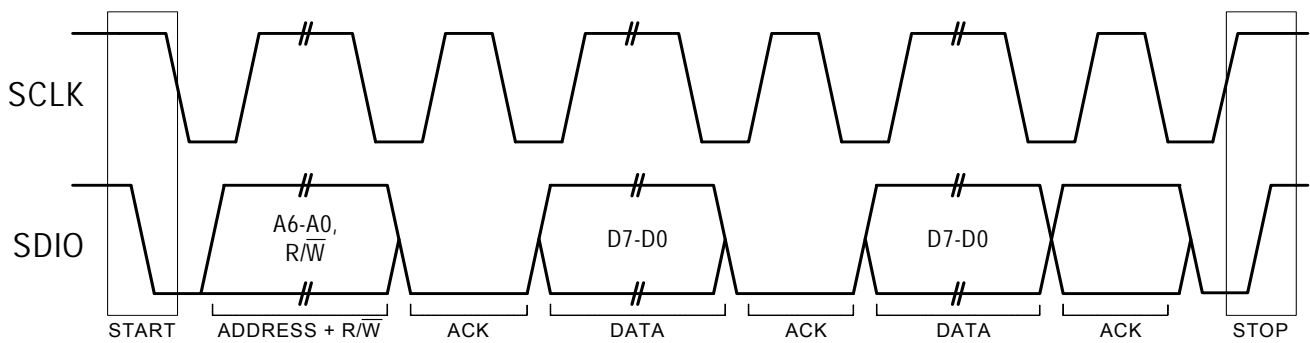 SCLK
SDIO
A6-A0,
R/W̅
D7-D0
D7-D0
START
ADDRESS + R/W̅
ACK
DATA
ACK
DATA
ACK
STOP